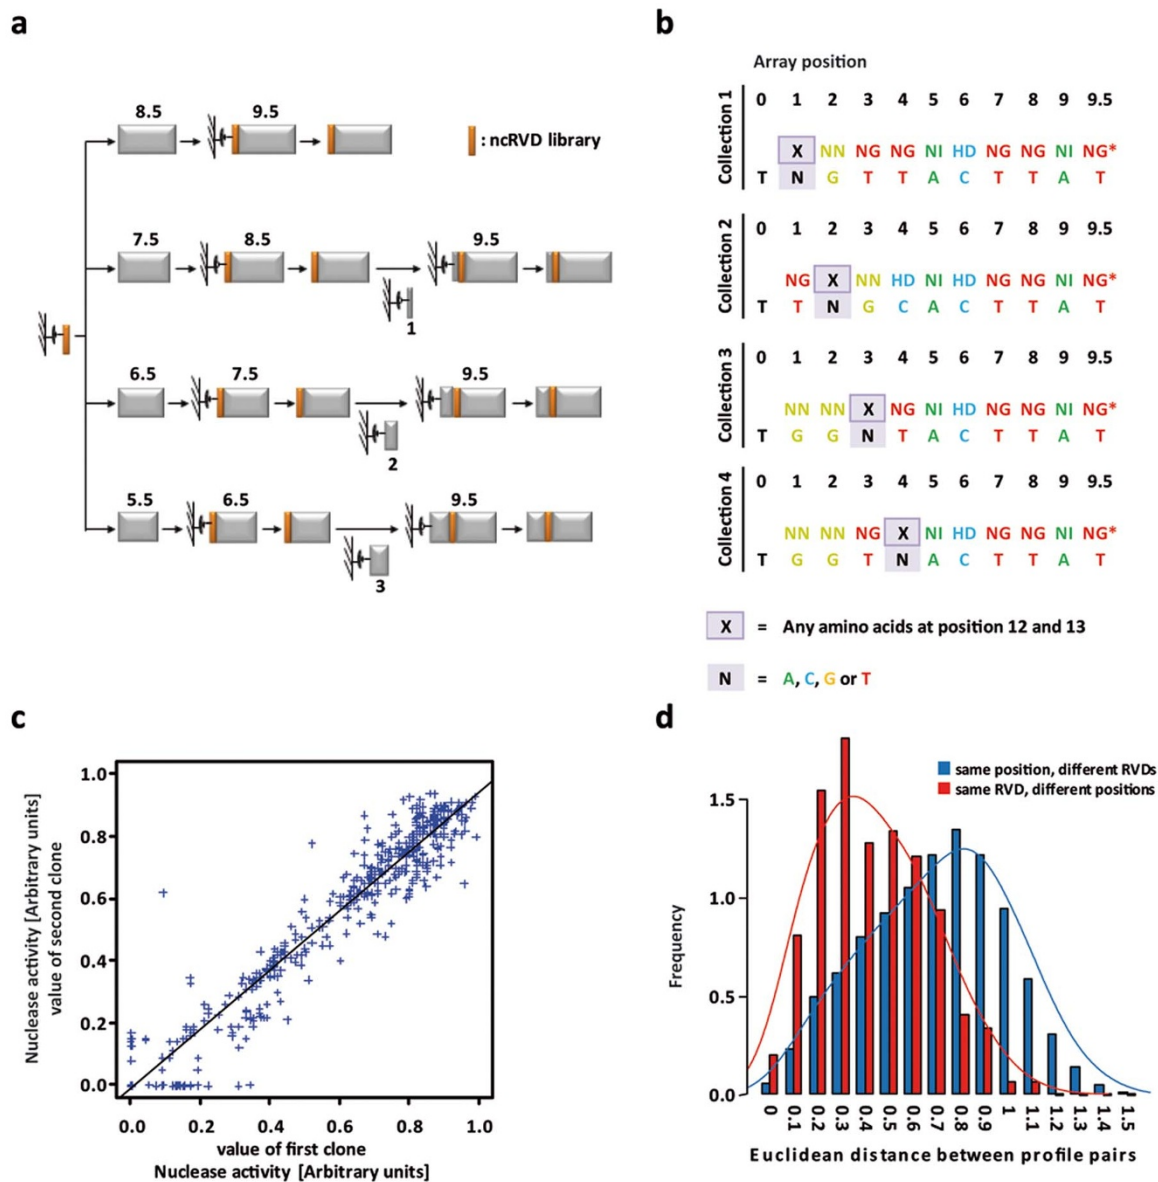 a
8.5 9.5
: ncRVD library
7.5 8.5 9.5
1
6.5 7.5 9.5
2
5.5 6.5 9.5
3
b
Array position
Collection 1
0 1 2 3 4 5 6 7 8 9 9.5
X NN NG NG NI HD NG NG NI NG*
T N G T T A C T T A T
Collection 2
0 1 2 3 4 5 6 7 8 9 9.5
NG X NN HD NI HD NG NG NI NG*
T T N G C A C T T A T
Collection 3
0 1 2 3 4 5 6 7 8 9 9.5
NN NN X NG NI HD NG NG NI NG*
T G G N T A C T T A T
Collection 4
0 1 2 3 4 5 6 7 8 9 9.5
NN NN NG X NI HD NG NG NI NG*
T G G T N A C T T A T
X = Any amino acids at position 12 and 13
N = A, C, G or T
c
Nuclease activity [Arbitrary units]
value of second clone
1.0
0.8
0.6
0.4
0.2
0.0
0.0 0.2 0.4 0.6 0.8 1.0
value of first clone
Nuclease activity [Arbitrary units]
d
same position, different RVDs
same RVD, different positions
Frequency
1.5
1.0
0.5
0.0
0 0.1 0.2 0.3 0.4 0.5 0.6 0.7 0.8 0.9 1 1.1 1.2 1.3 1.4 1.5
Euclidean distance between profile pairs